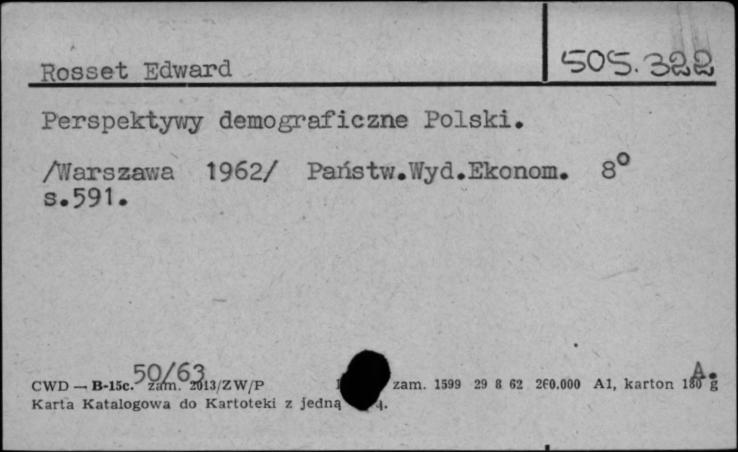 Rosset Edward
505.322
Perspektywy demograficzne Polski.
/Warszawa 1962/ Państw.Wyd.Ekonom. 8°
s.591.
50/63
A.
CWD — B-15c. zam. 2013/ZW/P zam. 1599 29 8 62 260.000 A1, karton 180 g
Karta Katalogowa do Kartoteki z jedną